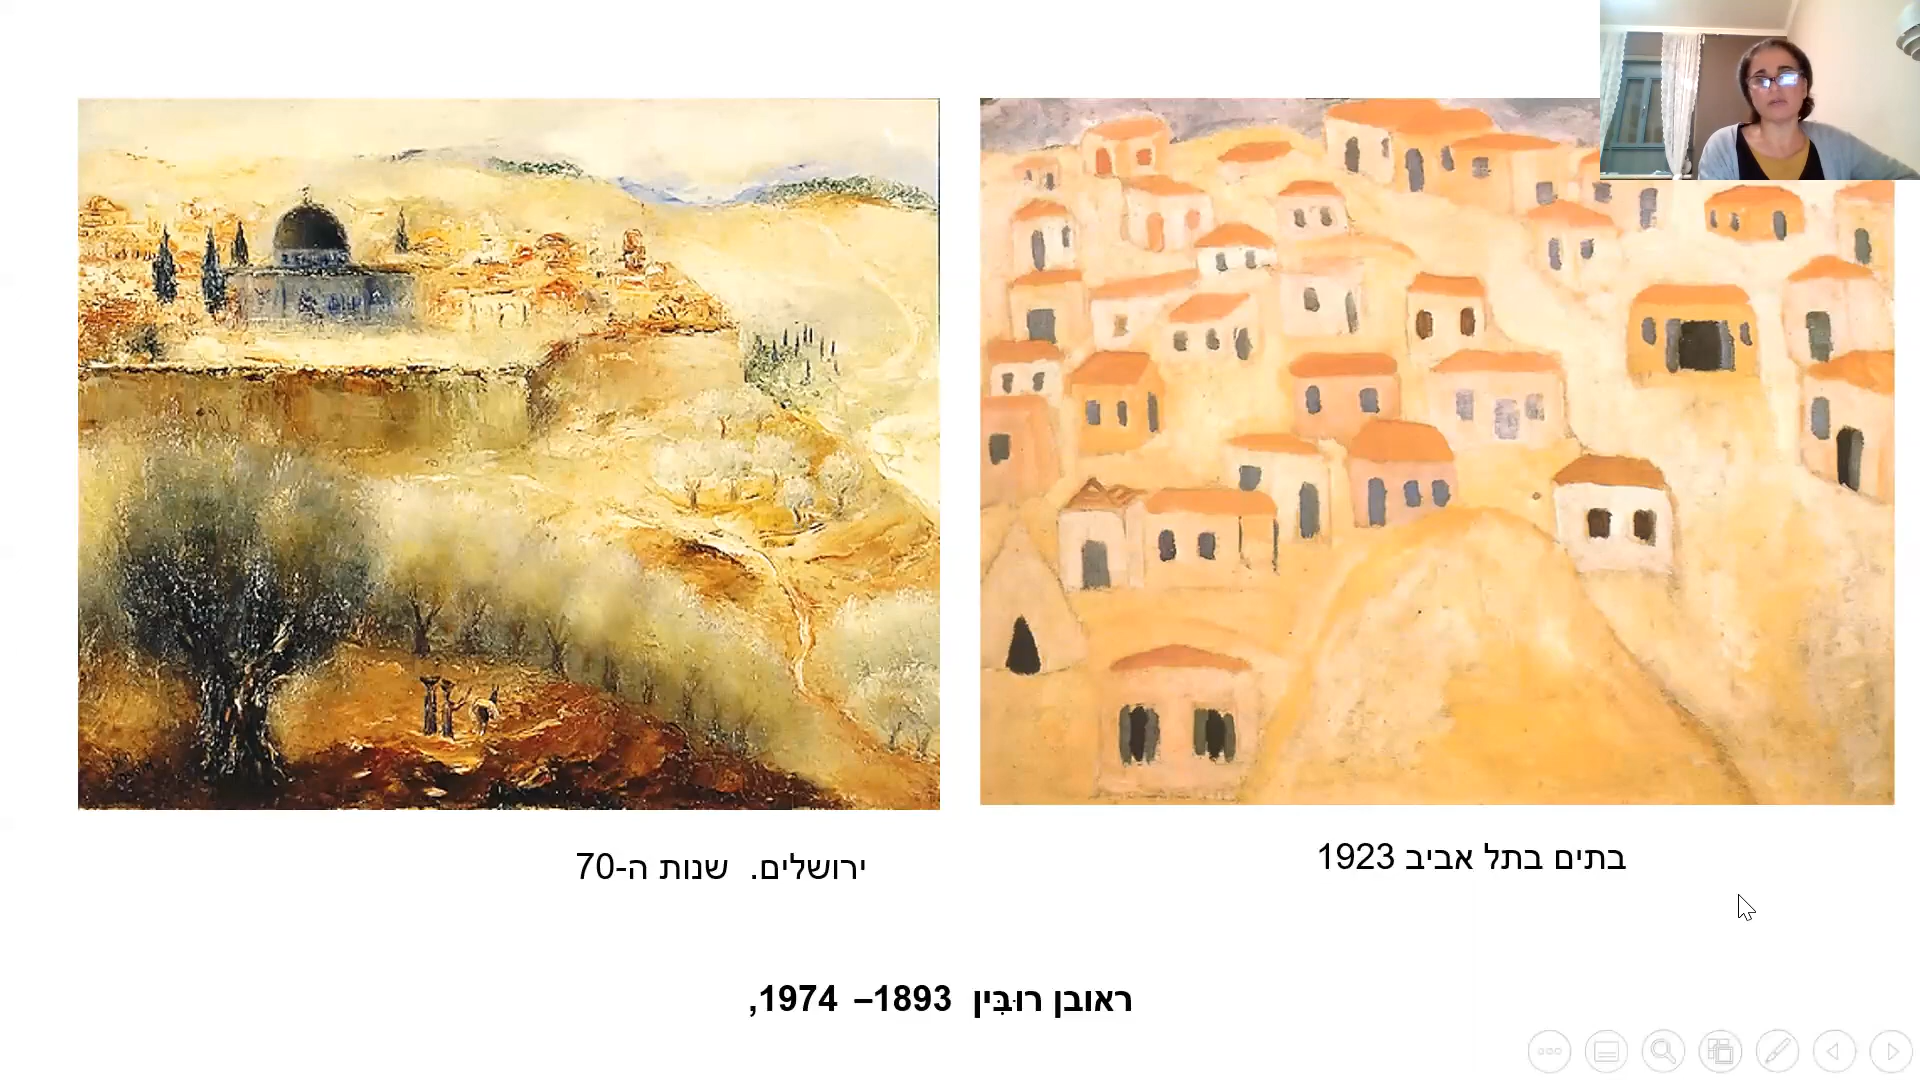 בתים בתל אביב 1923
ירושלים.  שנות ה-70
ראובן רוּבִּין  1893–  1974,